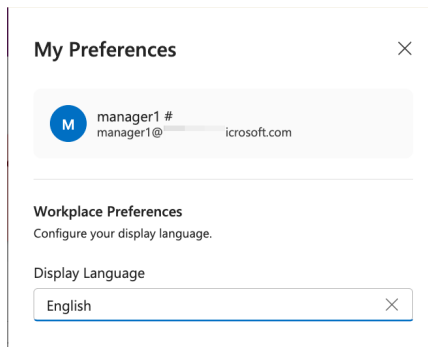 My Preferences
M
manager1 #
manager1@ icrosoft.com
Workplace Preferences
Configure your display language.
Display Language
English